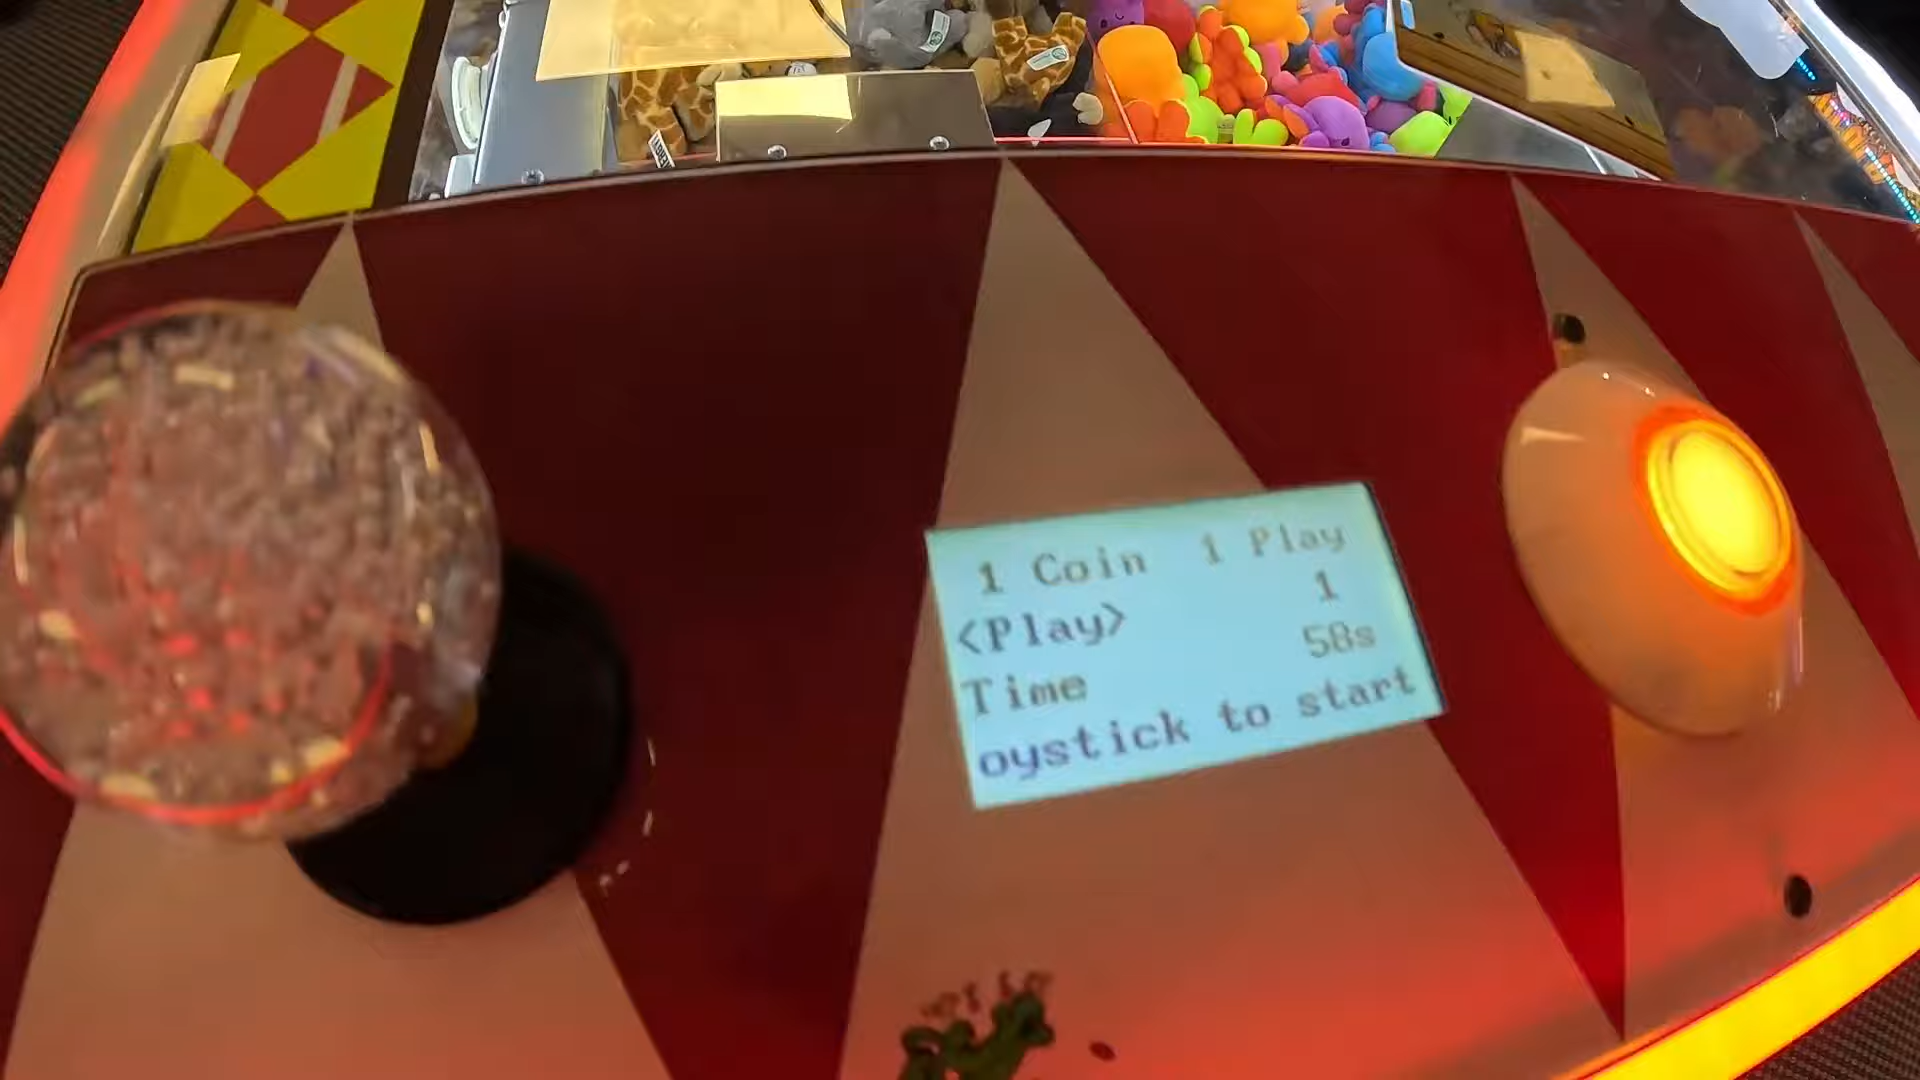 1 Coin 1 Play
<Play> 1
Time 58s
oystick to start